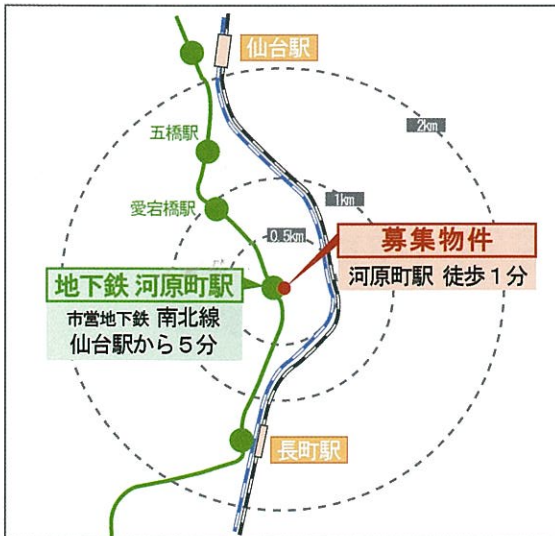 仙台駅
2km
五橋駅
1km
愛宕橋駅
0.5km
募集物件
河原町駅 徒歩1分
地下鉄 河原町駅
市営地下鉄 南北線
仙台駅から5分
長町駅